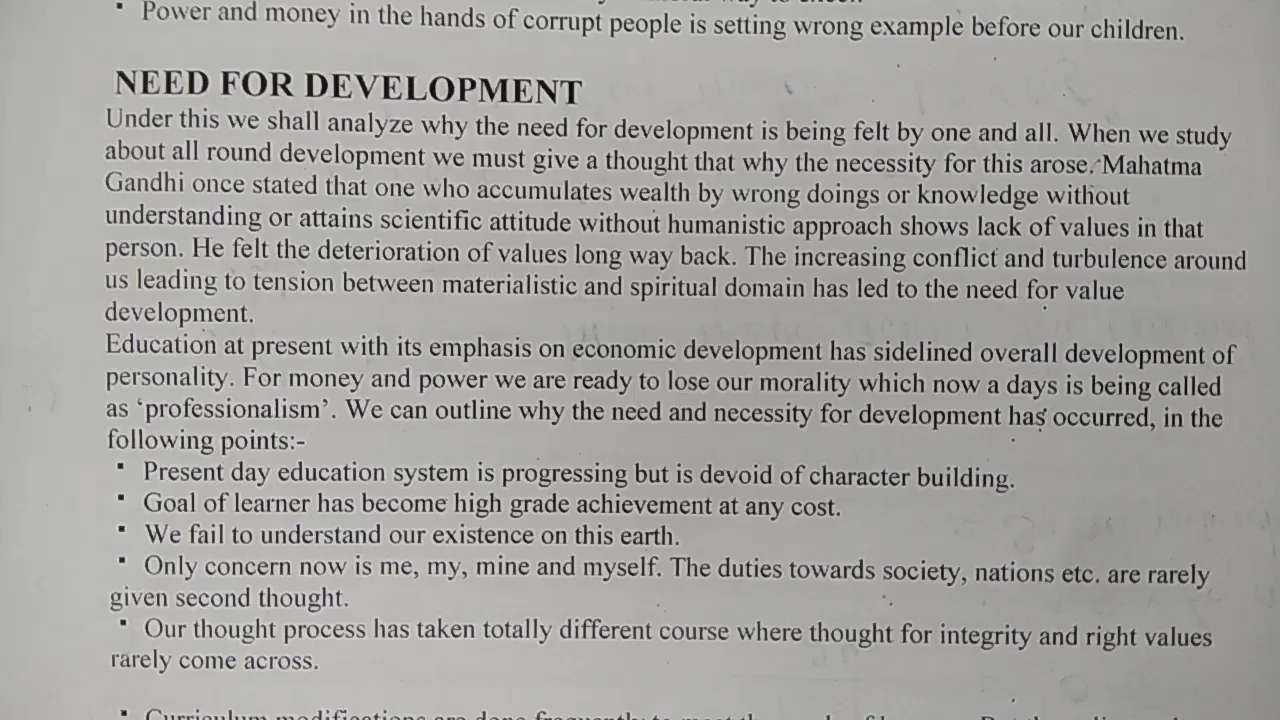 ▪ Power and money in the hands of corrupt people is setting wrong example before our children.
NEED FOR DEVELOPMENT
Under this we shall analyze why the need for development is being felt by one and all. When we study
about all round development we must give a thought that why the necessity for this arose. Mahatma
Gandhi once stated that one who accumulates wealth by wrong doings or knowledge without
understanding or attains scientific attitude without humanistic approach shows lack of values in that
person. He felt the deterioration of values long way back. The increasing conflict and turbulence around
us leading to tension between materialistic and spiritual domain has led to the need for value
development.
Education at present with its emphasis on economic development has sidelined overall development of
personality. For money and power we are ready to lose our morality which now a days is being called
as ‘professionalism’. We can outline why the need and necessity for development has occurred, in the
following points:-
▪ Present day education system is progressing but is devoid of character building.
▪ Goal of learner has become high grade achievement at any cost.
▪ We fail to understand our existence on this earth.
▪ Only concern now is me, my, mine and myself. The duties towards society, nations etc. are rarely
given second thought.
▪ Our thought process has taken totally different course where thought for integrity and right values
rarely come across.
▪ Curriculum modifications are done frequently to